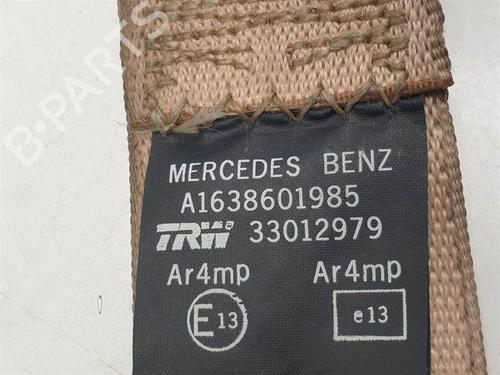 B-PARTS
MERCEDES BENZ
A1638601985
TRW 33012979
Ar4mp Ar4mp
E13 e13